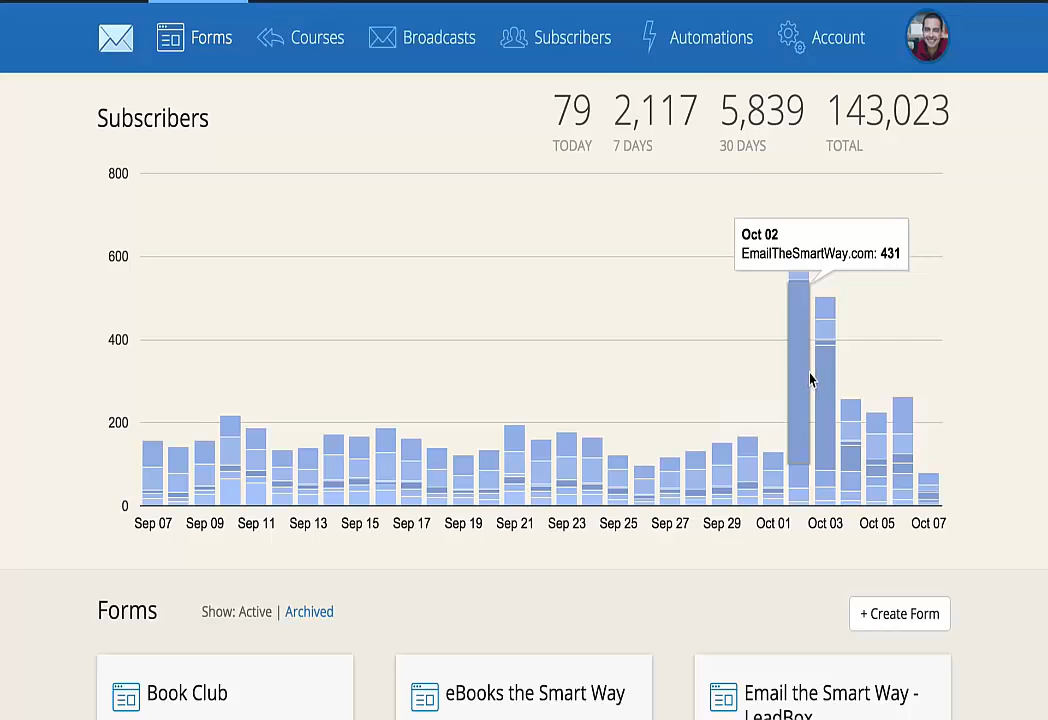 Forms Courses Broadcasts Subscribers Automations Account
Subscribers
79 2,117 5,839 143,023
TODAY 7 DAYS 30 DAYS TOTAL
800
Oct 02
EmailTheSmartWay.com: 431
600
400
200
0
Sep 07 Sep 09 Sep 11 Sep 13 Sep 15 Sep 17 Sep 19 Sep 21 Sep 23 Sep 25 Sep 27 Sep 29 Oct 01 Oct 03 Oct 05 Oct 07
Forms Show: Active | Archived + Create Form
Book Club eBooks the Smart Way Email the Smart Way -
LeadBox